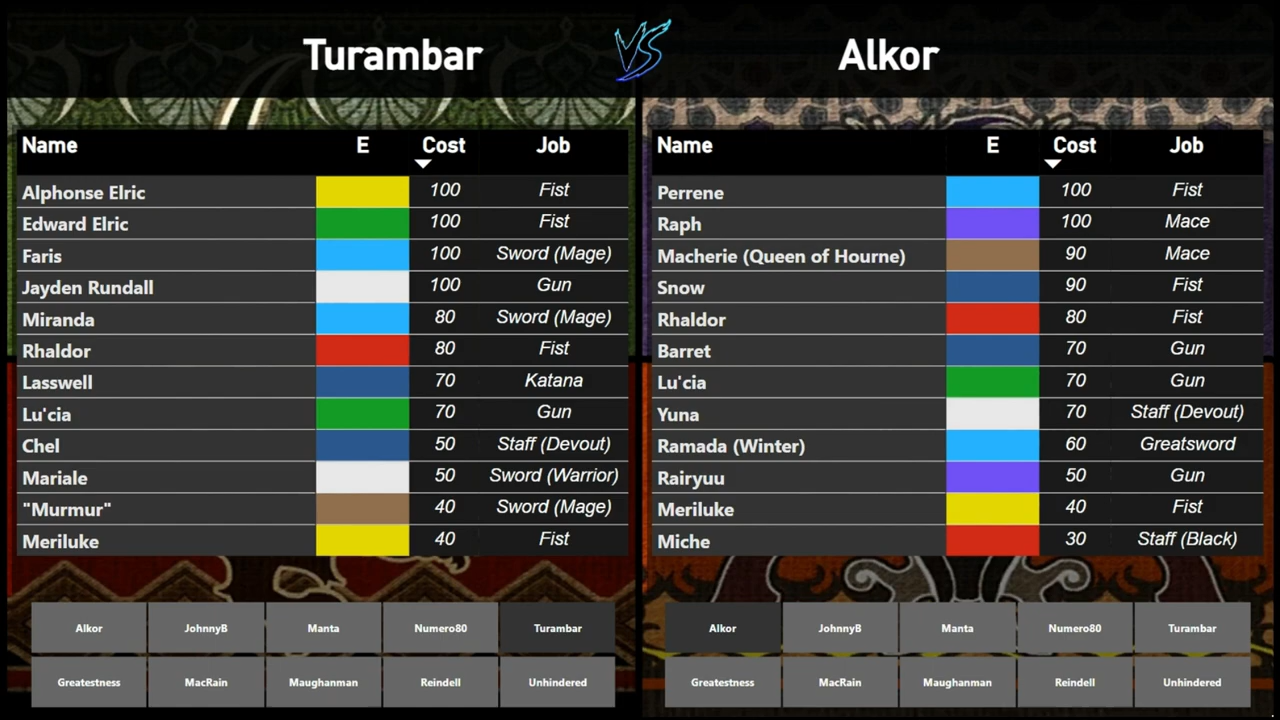 Turambar VS Alkor
Name E Cost Job
Alphonse Elric 100 Fist
Edward Elric 100 Fist
Faris 100 Sword (Mage)
Jayden Rundall 100 Gun
Miranda 80 Sword (Mage)
Rhaldor 80 Fist
Lasswell 70 Katana
Lu'cia 70 Gun
Chel 50 Staff (Devout)
Mariale 50 Sword (Warrior)
"Murmur" 40 Sword (Mage)
Meriluke 40 Fist
Alkor JohnnyB Manta Numero80 Turambar
Greatestness MacRain Maughanman Reindell Unhindered
Name E Cost Job
Perrene 100 Fist
Raph 100 Mace
Macherie (Queen of Hourne) 90 Mace
Snow 90 Fist
Rhaldor 80 Fist
Barret 70 Gun
Lu'cia 70 Gun
Yuna 70 Staff (Devout)
Ramada (Winter) 60 Greatsword
Rairyuu 50 Gun
Meriluke 40 Fist
Miche 30 Staff (Black)
Alkor JohnnyB Manta Numero80 Turambar
Greatestness MacRain Maughanman Reindell Unhindered